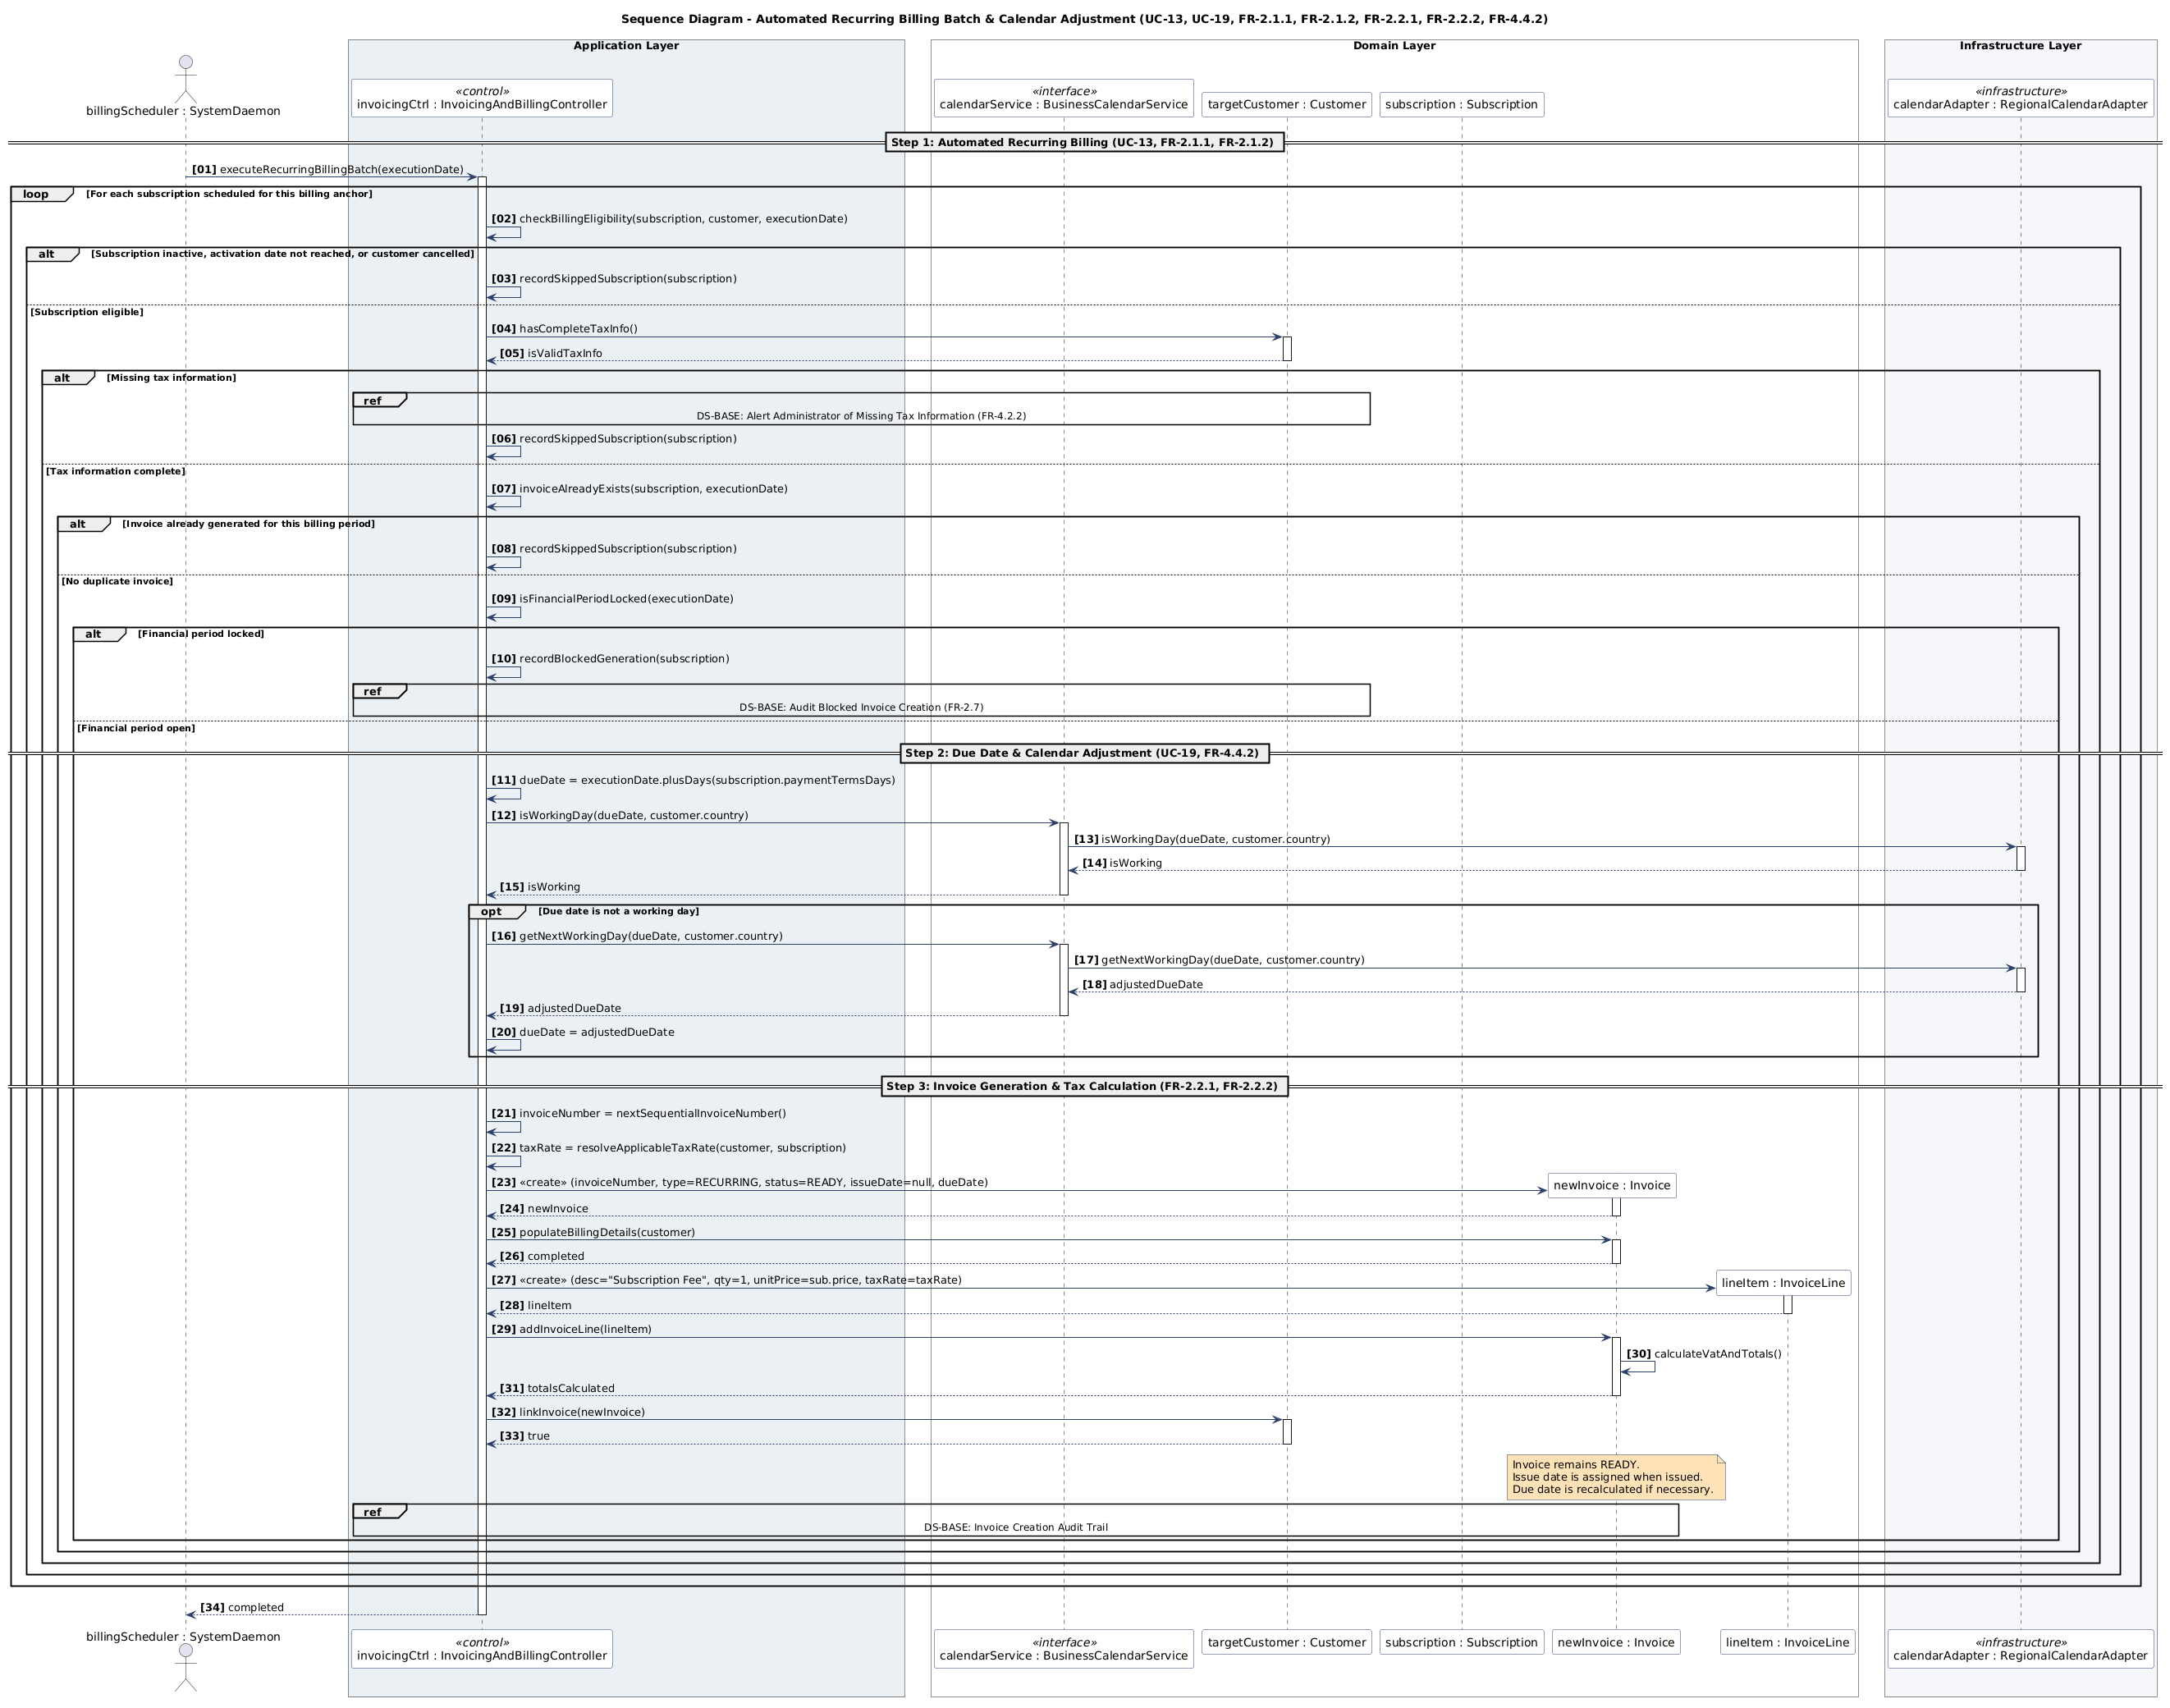 Sequence Diagram - Automated Recurring Billing Batch & Calendar Adjustment (UC-13, UC-19, FR-2.1.1, FR-2.1.2, FR-2.2.1, FR-2.2.2, FR-4.4.2)
Application Layer
Domain Layer
Infrastructure Layer
billingScheduler : SystemDaemon
«control»
invoicingCtrl : InvoicingAndBillingController
«interface»
calendarService : BusinessCalendarService
targetCustomer : Customer
subscription : Subscription
«infrastructure»
calendarAdapter : RegionalCalendarAdapter
Step 1: Automated Recurring Billing (UC-13, FR-2.1.1, FR-2.1.2)
[01] executeRecurringBillingBatch(executionDate)
loop [For each subscription scheduled for this billing anchor]
[02] checkBillingEligibility(subscription, customer, executionDate)
alt [Subscription inactive, activation date not reached, or customer cancelled]
[03] recordSkippedSubscription(subscription)
[Subscription eligible]
[04] hasCompleteTaxInfo()
[05] isValidTaxInfo
alt [Missing tax information]
ref
DS-BASE: Alert Administrator of Missing Tax Information (FR-4.2.2)
[06] recordSkippedSubscription(subscription)
[Tax information complete]
[07] invoiceAlreadyExists(subscription, executionDate)
alt [Invoice already generated for this billing period]
[08] recordSkippedSubscription(subscription)
[No duplicate invoice]
[09] isFinancialPeriodLocked(executionDate)
alt [Financial period locked]
[10] recordBlockedGeneration(subscription)
ref
DS-BASE: Audit Blocked Invoice Creation (FR-2.7)
[Financial period open]
Step 2: Due Date & Calendar Adjustment (UC-19, FR-4.4.2)
[11] dueDate = executionDate.plusDays(subscription.paymentTermsDays)
[12] isWorkingDay(dueDate, customer.country)
[13] isWorkingDay(dueDate, customer.country)
[14] isWorking
[15] isWorking
opt [Due date is not a working day]
[16] getNextWorkingDay(dueDate, customer.country)
[17] getNextWorkingDay(dueDate, customer.country)
[18] adjustedDueDate
[19] adjustedDueDate
[20] dueDate = adjustedDueDate
Step 3: Invoice Generation & Tax Calculation (FR-2.2.1, FR-2.2.2)
[21] invoiceNumber = nextSequentialInvoiceNumber()
[22] taxRate = resolveApplicableTaxRate(customer, subscription)
[23] «create» (invoiceNumber, type=RECURRING, status=READY, issueDate=null, dueDate)
newInvoice : Invoice
[24] newInvoice
[25] populateBillingDetails(customer)
[26] completed
[27] «create» (desc="Subscription Fee", qty=1, unitPrice=sub.price, taxRate=taxRate)
lineItem : InvoiceLine
[28] lineItem
[29] addInvoiceLine(lineItem)
[30] calculateVatAndTotals()
[31] totalsCalculated
[32] linkInvoice(newInvoice)
[33] true
Invoice remains READY.
Issue date is assigned when issued.
Due date is recalculated if necessary.
ref
DS-BASE: Invoice Creation Audit Trail
[34] completed
billingScheduler : SystemDaemon
«control»
invoicingCtrl : InvoicingAndBillingController
«interface»
calendarService : BusinessCalendarService
targetCustomer : Customer
subscription : Subscription
newInvoice : Invoice
lineItem : InvoiceLine
«infrastructure»
calendarAdapter : RegionalCalendarAdapter